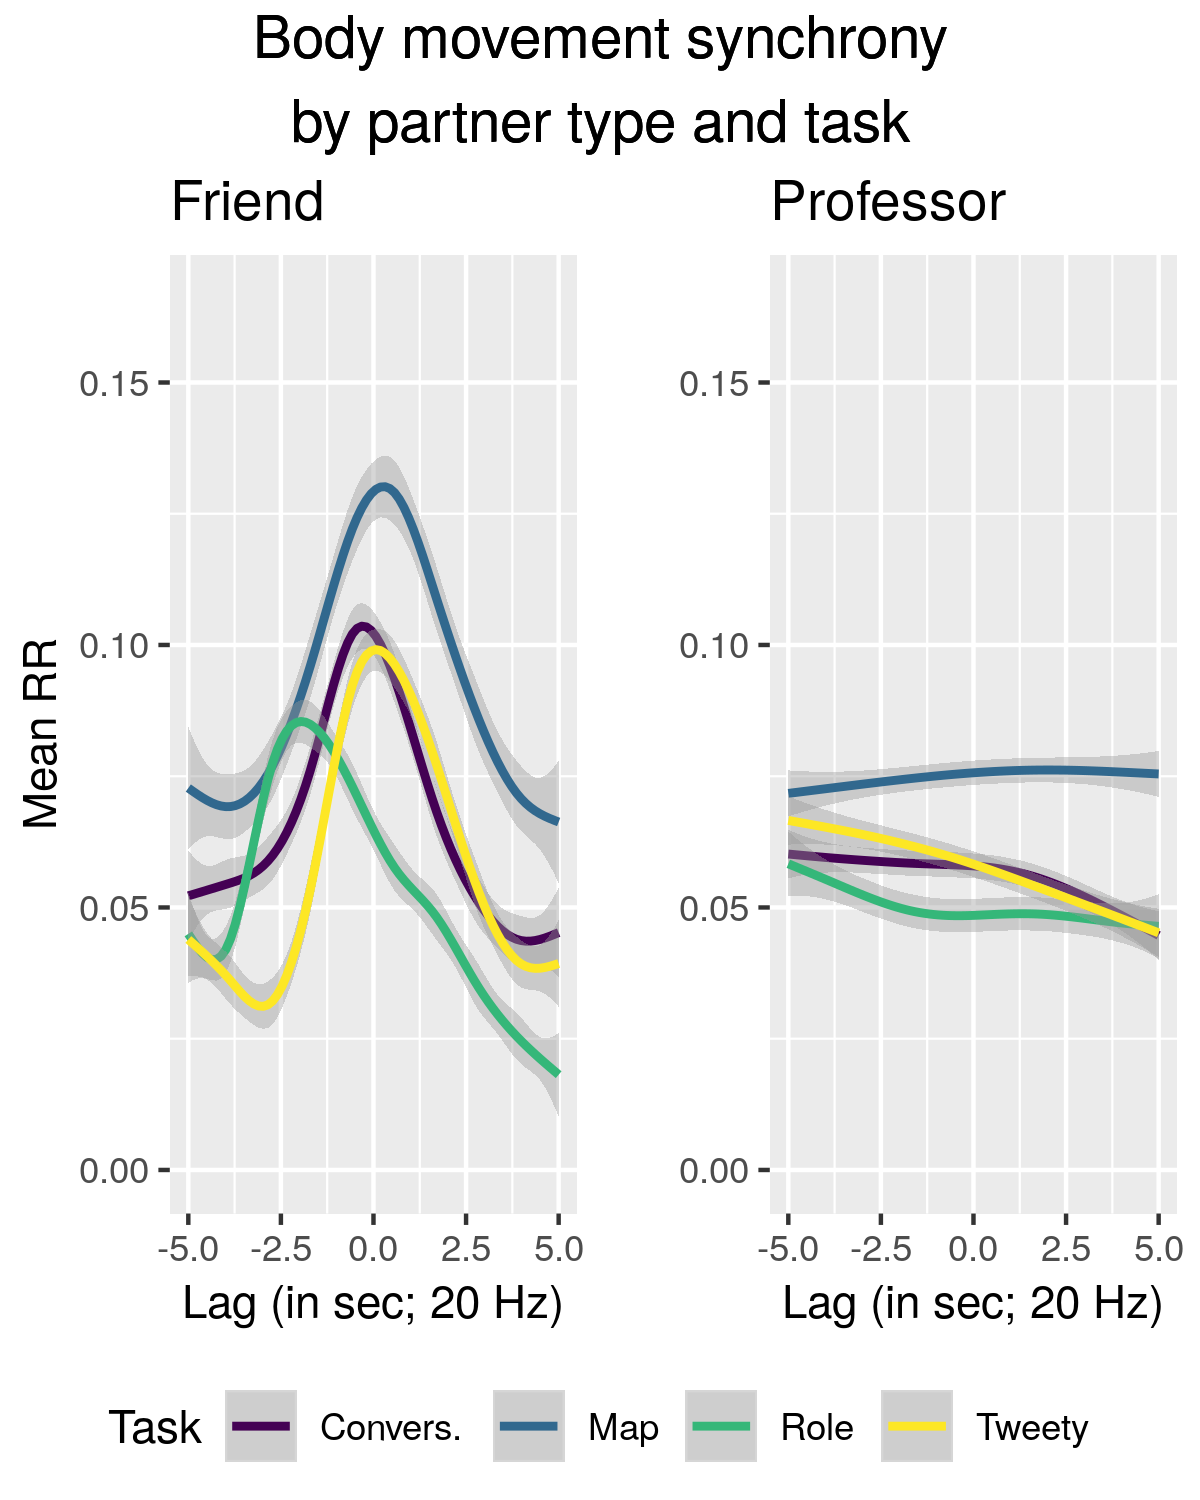 Body movement synchrony
by partner type and task
Friend
Professor
Mean RR
0.15
0.10
0.05
0.00
-5.0 -2.5 0.0 2.5 5.0
Lag (in sec; 20 Hz)
0.15
0.10
0.05
0.00
-5.0 -2.5 0.0 2.5 5.0
Lag (in sec; 20 Hz)
Task Convers. Map Role Tweety